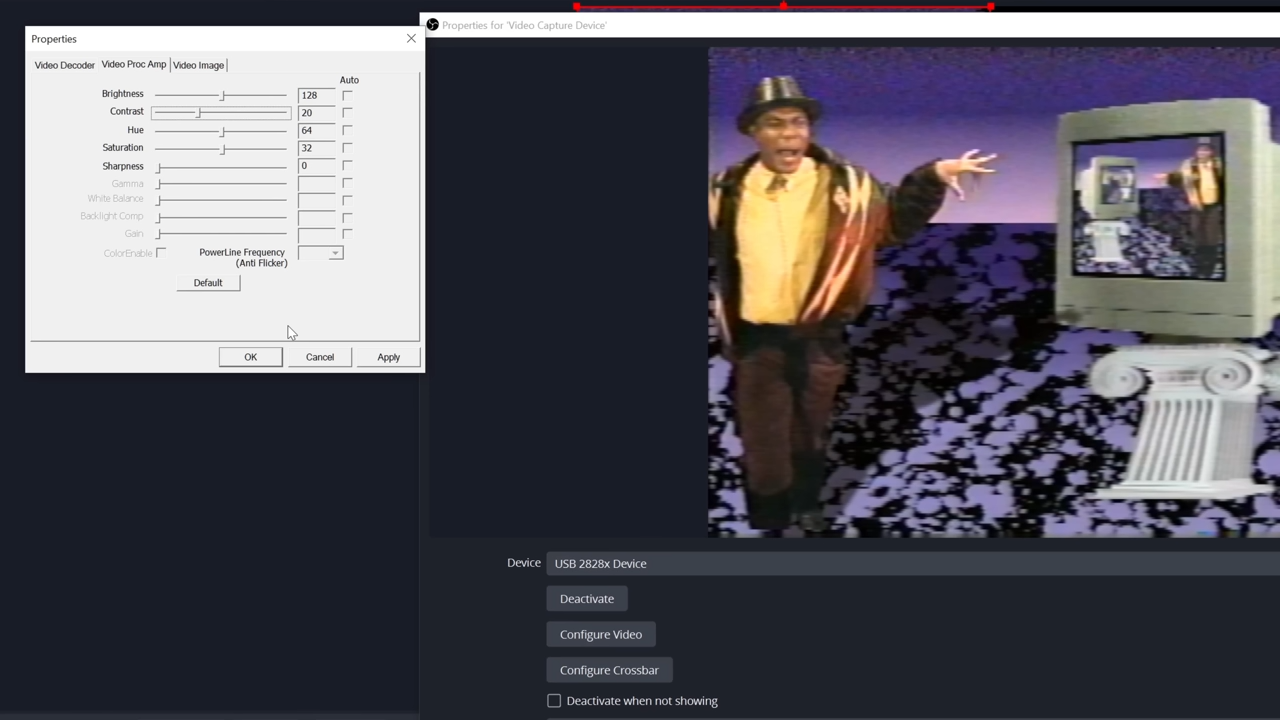 Properties
Video Decoder Video Proc Amp Video Image
Auto
Brightness 128
Contrast 20
Hue 64
Saturation 32
Sharpness 0
Gamma
White Balance
Backlight Comp
Gain
ColorEnable PowerLine Frequency
(Anti Flicker)
Default
OK Cancel Apply
Properties for 'Video Capture Device'
Device USB 2828x Device
Deactivate
Configure Video
Configure Crossbar
Deactivate when not showing